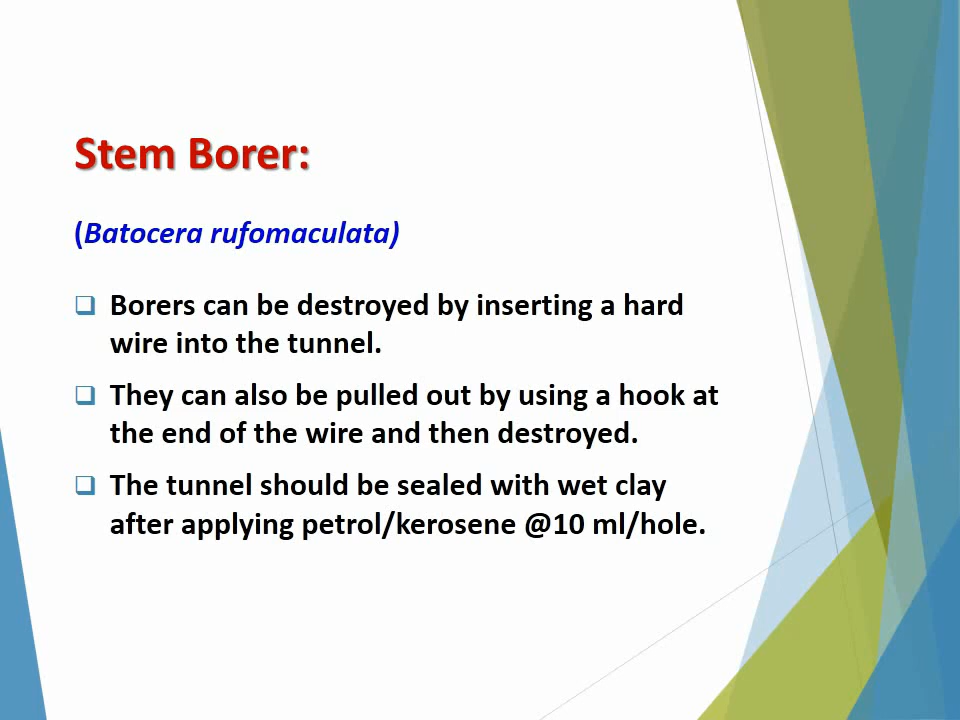 Stem Borer:
(Batocera rufomaculata)
Borers can be destroyed by inserting a hard
wire into the tunnel.
They can also be pulled out by using a hook at
the end of the wire and then destroyed.
The tunnel should be sealed with wet clay
after applying petrol/kerosene @10 ml/hole.